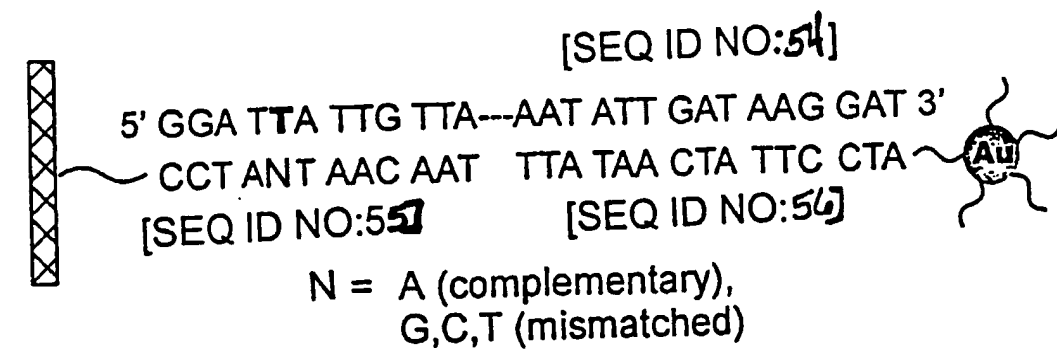 [SEQ ID NO:54]
5' GGA TTA TTG TTA---AAT ATT GAT AAG GAT 3'
CCT ANT AAC AAT TTA TAA CTA TTC CTA Au
[SEQ ID NO:55] [SEQ ID NO:56]
N = A (complementary),
G,C,T (mismatched)